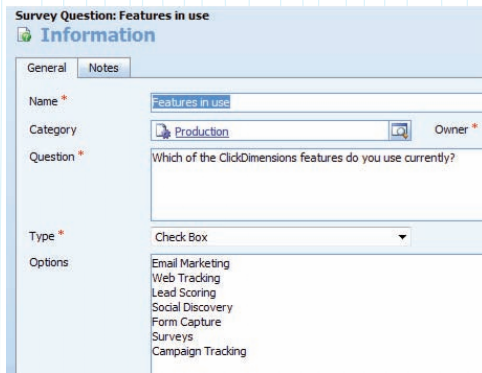 Survey Question: Features in use
Information
General Notes
Name *
Features in use
Category
Production
Owner *
Question *
Which of the ClickDimensions features do you use currently?
Type *
Check Box
Options
Email Marketing
Web Tracking
Lead Scoring
Social Discovery
Form Capture
Surveys
Campaign Tracking